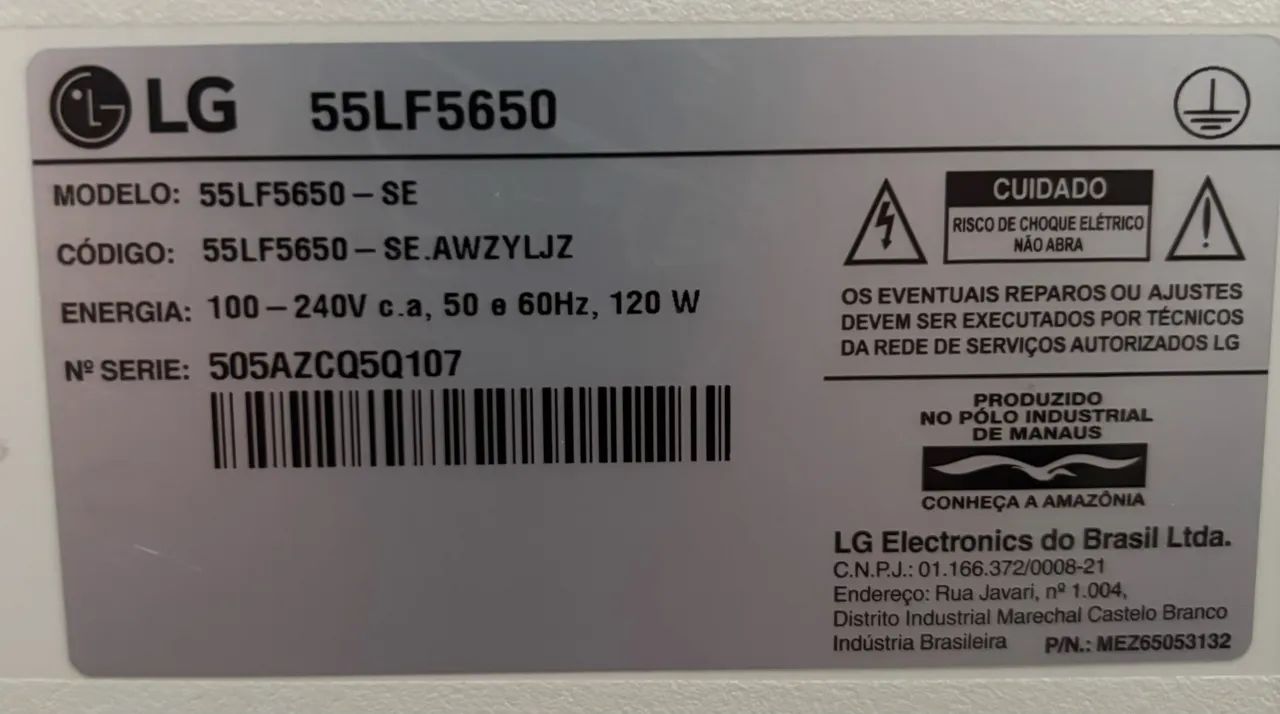 LG 55LF5650
MODELO: 55LF5650-SE
CÓDIGO: 55LF5650-SE.AWZYLJZ
ENERGIA: 100-240V c.a, 50 e 60Hz, 120 W
Nº SERIE: 505AZCQ5Q107
CUIDADO
RISCO DE CHOQUE ELÉTRICO
NÃO ABRA
OS EVENTUAIS REPAROS OU AJUSTES
DEVEM SER EXECUTADOS POR TÉCNICOS
DA REDE DE SERVIÇOS AUTORIZADOS LG
PRODUZIDO
NO PÓLO INDUSTRIAL
DE MANAUS
CONHEÇA A AMAZÔNIA
LG Electronics do Brasil Ltda.
C.N.P.J.: 01.166.372/0008-21
Endereço: Rua Javari, nº 1.004,
Distrito Industrial Marechal Castelo Branco
Indústria Brasileira P/N.: MEZ65053132